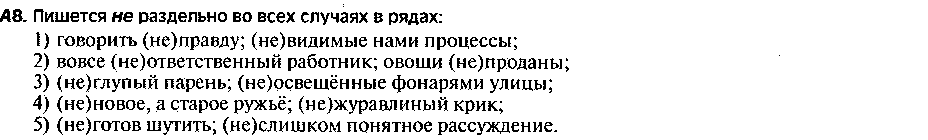 А8. Пишется не раздельно во всех случаях в рядах:
1) говорить (не)правду; (не)видимые нами процессы;
2) вовсе (не)ответственный работник; овощи (не)проданы;
3) (не)глупый парень; (не)освещённые фонарями улицы;
4) (не)новое, а старое ружьё; (не)журавлиный крик;
5) (не)готов шутить; (не)слишком понятное рассуждение.